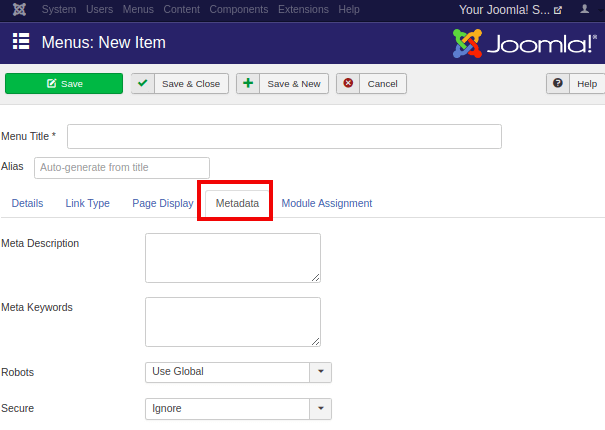 System Users Menus Content Components Extensions Help Your Joomla! S...
Menus: New Item Joomla!®
Save Save & Close Save & New Cancel Help
Menu Title *
Alias Auto-generate from title
Details Link Type Page Display Metadata Module Assignment
Meta Description
Meta Keywords
Robots Use Global
Secure Ignore